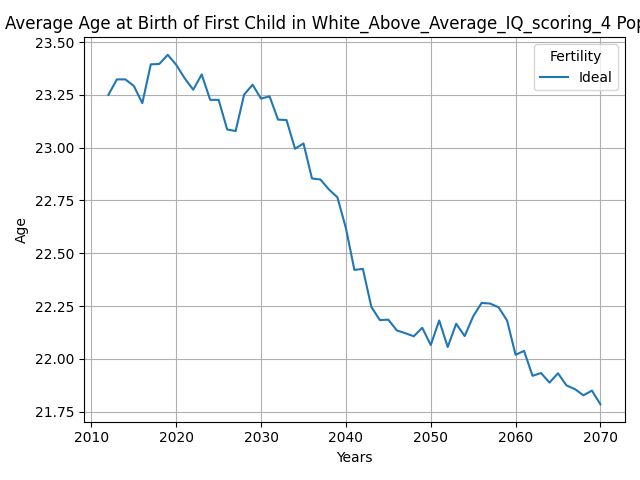 Average Age at Birth of First Child in White_Above_Average_IQ_scoring_4 Pop
23.50
23.25
23.00
22.75
22.50
22.25
22.00
21.75
Age
Fertility
Ideal
2010 2020 2030 2040 2050 2060 2070
Years